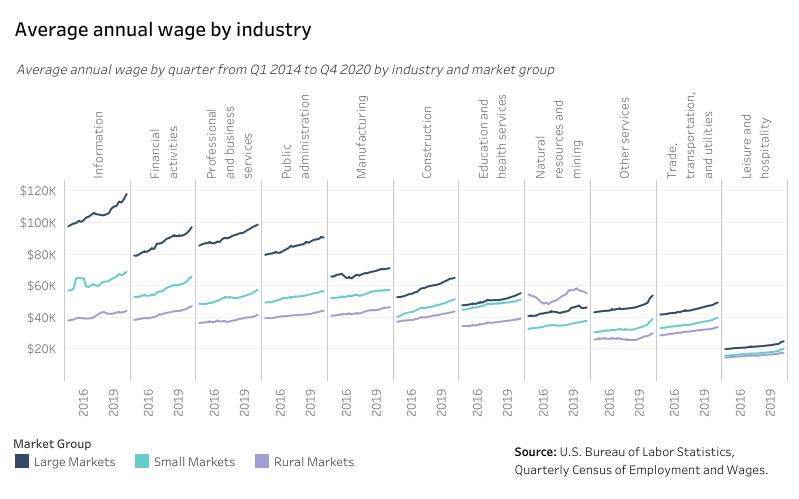 Average annual wage by industry
Average annual wage by quarter from Q1 2014 to Q4 2020 by industry and market group
Information
Financial
activities
Professional
and business
services
Public
administration
Manufacturing
Construction
Education and
health services
Natural
resources and
mining
Other services
Trade,
transportation,
and utilities
Leisure and
hospitality
$120K
$100K
$80K
$60K
$40K
$20K
2016
2019
2016
2019
2016
2019
2016
2019
2016
2019
2016
2019
2016
2019
2016
2019
2016
2019
2016
2019
2016
2019
Market Group
Large Markets
Small Markets
Rural Markets
Source: U.S. Bureau of Labor Statistics,
Quarterly Census of Employment and Wages.